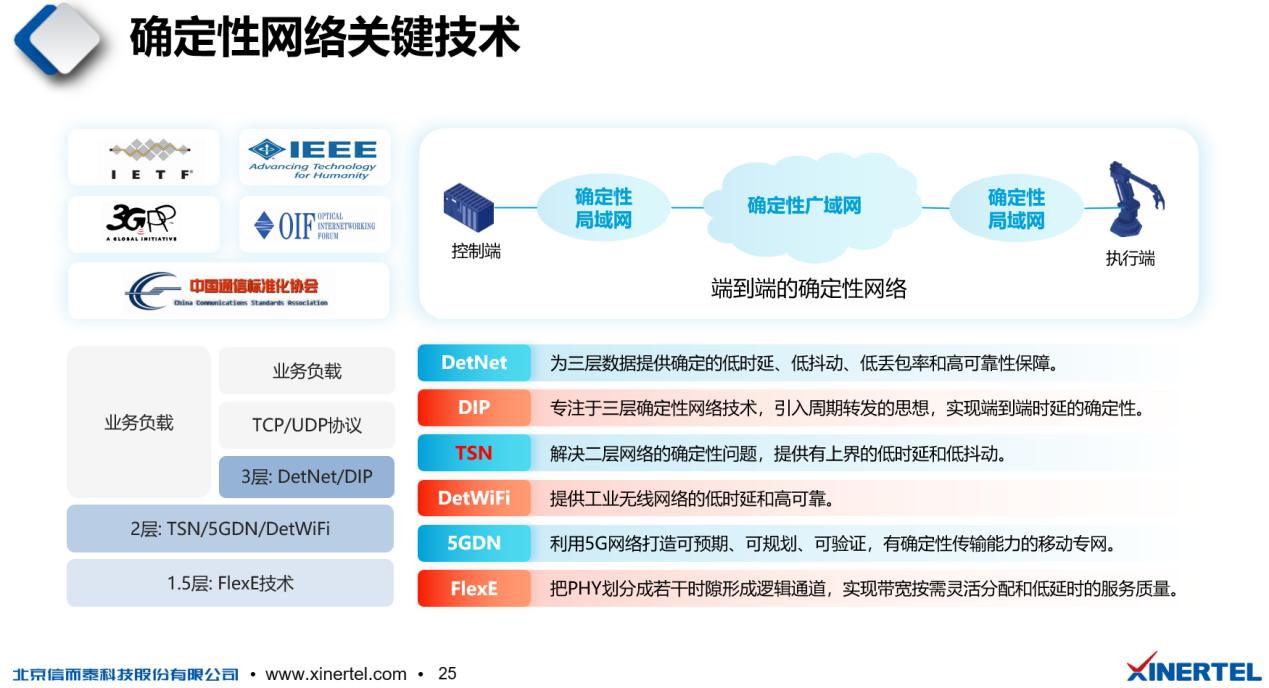 确定性网络关键技术
IETF®
IEEE
Advancing Technology
for Humanity
3GPP
A GLOBAL INITIATIVE
OIF
OPTICAL
INTERNETWORKING
FORUM
中国通信标准化协会
China Communications Standards Association
控制端
确定性
局域网
确定性广域网
确定性
局域网
执行端
端到端的确定性网络
业务负载
业务负载
TCP/UDP协议
3层: DetNet/DIP
2层: TSN/5GDN/DetWiFi
1.5层: FlexE技术
DetNet 为三层数据提供确定的低时延、低抖动、低丢包率和高可靠性保障。
DIP 专注于三层确定性网络技术，引入周期转发的思想，实现端到端时延的确定性。
TSN 解决二层网络的确定性问题，提供有上界的低时延和低抖动。
DetWiFi 提供工业无线网络的低时延和高可靠。
5GDN 利用5G网络打造可预期、可规划、可验证，有确定性传输能力的移动专网。
FlexE 把PHY划分成若干时隙形成逻辑通道，实现带宽按需灵活分配和低延时的服务质量。
北京信而泰科技股份有限公司 • www.xinertel.com • 25
XINERTEL